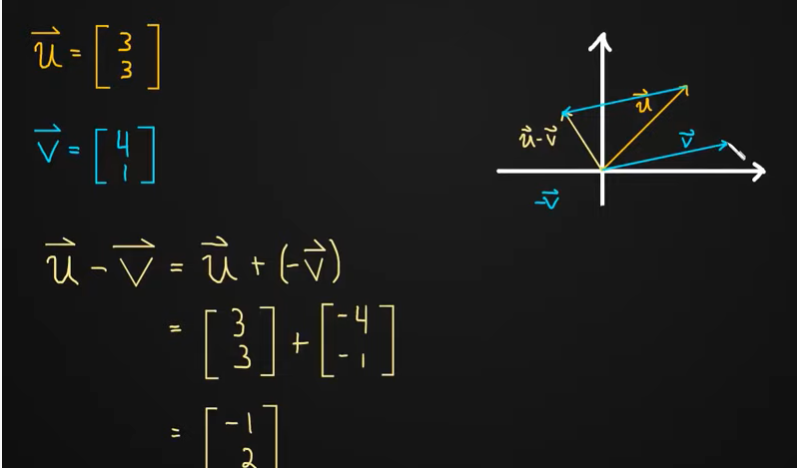 u⃗ = [3 3]
v⃗ = [4 1]
u⃗
v⃗
u⃗-v⃗
-v⃗
u⃗ - v⃗ = u⃗ + (-v⃗)
= [3 3] + [-4 -1]
= [-1 2]